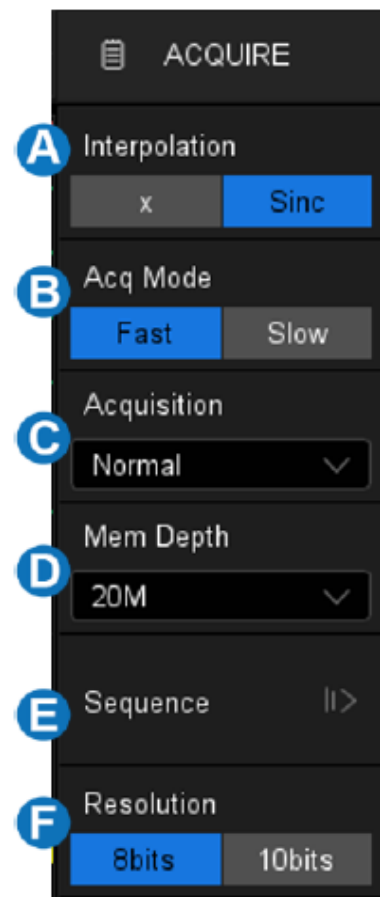 ACQUIRE
A
Interpolation
x Sinc
B
Acq Mode
Fast Slow
C
Acquisition
Normal
D
Mem Depth
20M
E
Sequence
F
Resolution
8bits 10bits